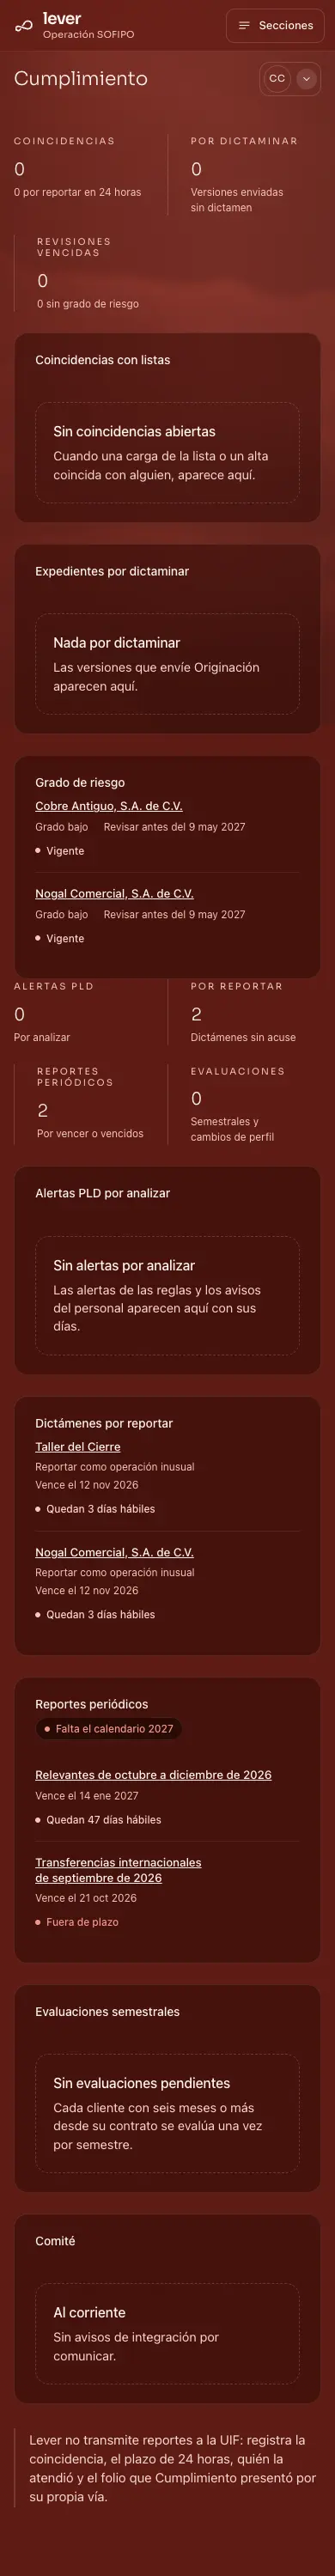 lever
Operación SOFIPO
Secciones
Cumplimiento
CC
COINCIDENCIAS
0
0 por reportar en 24 horas
POR DICTAMINAR
0
Versiones enviadas
sin dictamen
REVISIONES
VENCIDAS
0
0 sin grado de riesgo
Coincidencias con listas
Sin coincidencias abiertas
Cuando una carga de la lista o un alta
coincida con alguien, aparece aquí.
Expedientes por dictaminar
Nada por dictaminar
Las versiones que envíe Originación
aparecen aquí.
Grado de riesgo
Cobre Antiguo, S.A. de C.V.
Grado bajo Revisar antes del 9 may 2027
Vigente
Nogal Comercial, S.A. de C.V.
Grado bajo Revisar antes del 9 may 2027
Vigente
ALERTAS PLD
0
Por analizar
POR REPORTAR
2
Dictámenes sin acuse
REPORTES
PERIÓDICOS
2
Por vencer o vencidos
EVALUACIONES
0
Semestrales y
cambios de perfil
Alertas PLD por analizar
Sin alertas por analizar
Las alertas de las reglas y los avisos
del personal aparecen aquí con sus
días.
Dictámenes por reportar
Taller del Cierre
Reportar como operación inusual
Vence el 12 nov 2026
Quedan 3 días hábiles
Nogal Comercial, S.A. de C.V.
Reportar como operación inusual
Vence el 12 nov 2026
Quedan 3 días hábiles
Reportes periódicos
Falta el calendario 2027
Relevantes de octubre a diciembre de 2026
Vence el 14 ene 2027
Quedan 47 días hábiles
Transferencias internacionales
de septiembre de 2026
Vence el 21 oct 2026
Fuera de plazo
Evaluaciones semestrales
Sin evaluaciones pendientes
Cada cliente con seis meses o más
desde su contrato se evalúa una vez
por semestre.
Comité
Al corriente
Sin avisos de integración por
comunicar.
Lever no transmite reportes a la UIF: registra la
coincidencia, el plazo de 24 horas, quién la
atendió y el folio que Cumplimiento presentó por
su propia vía.